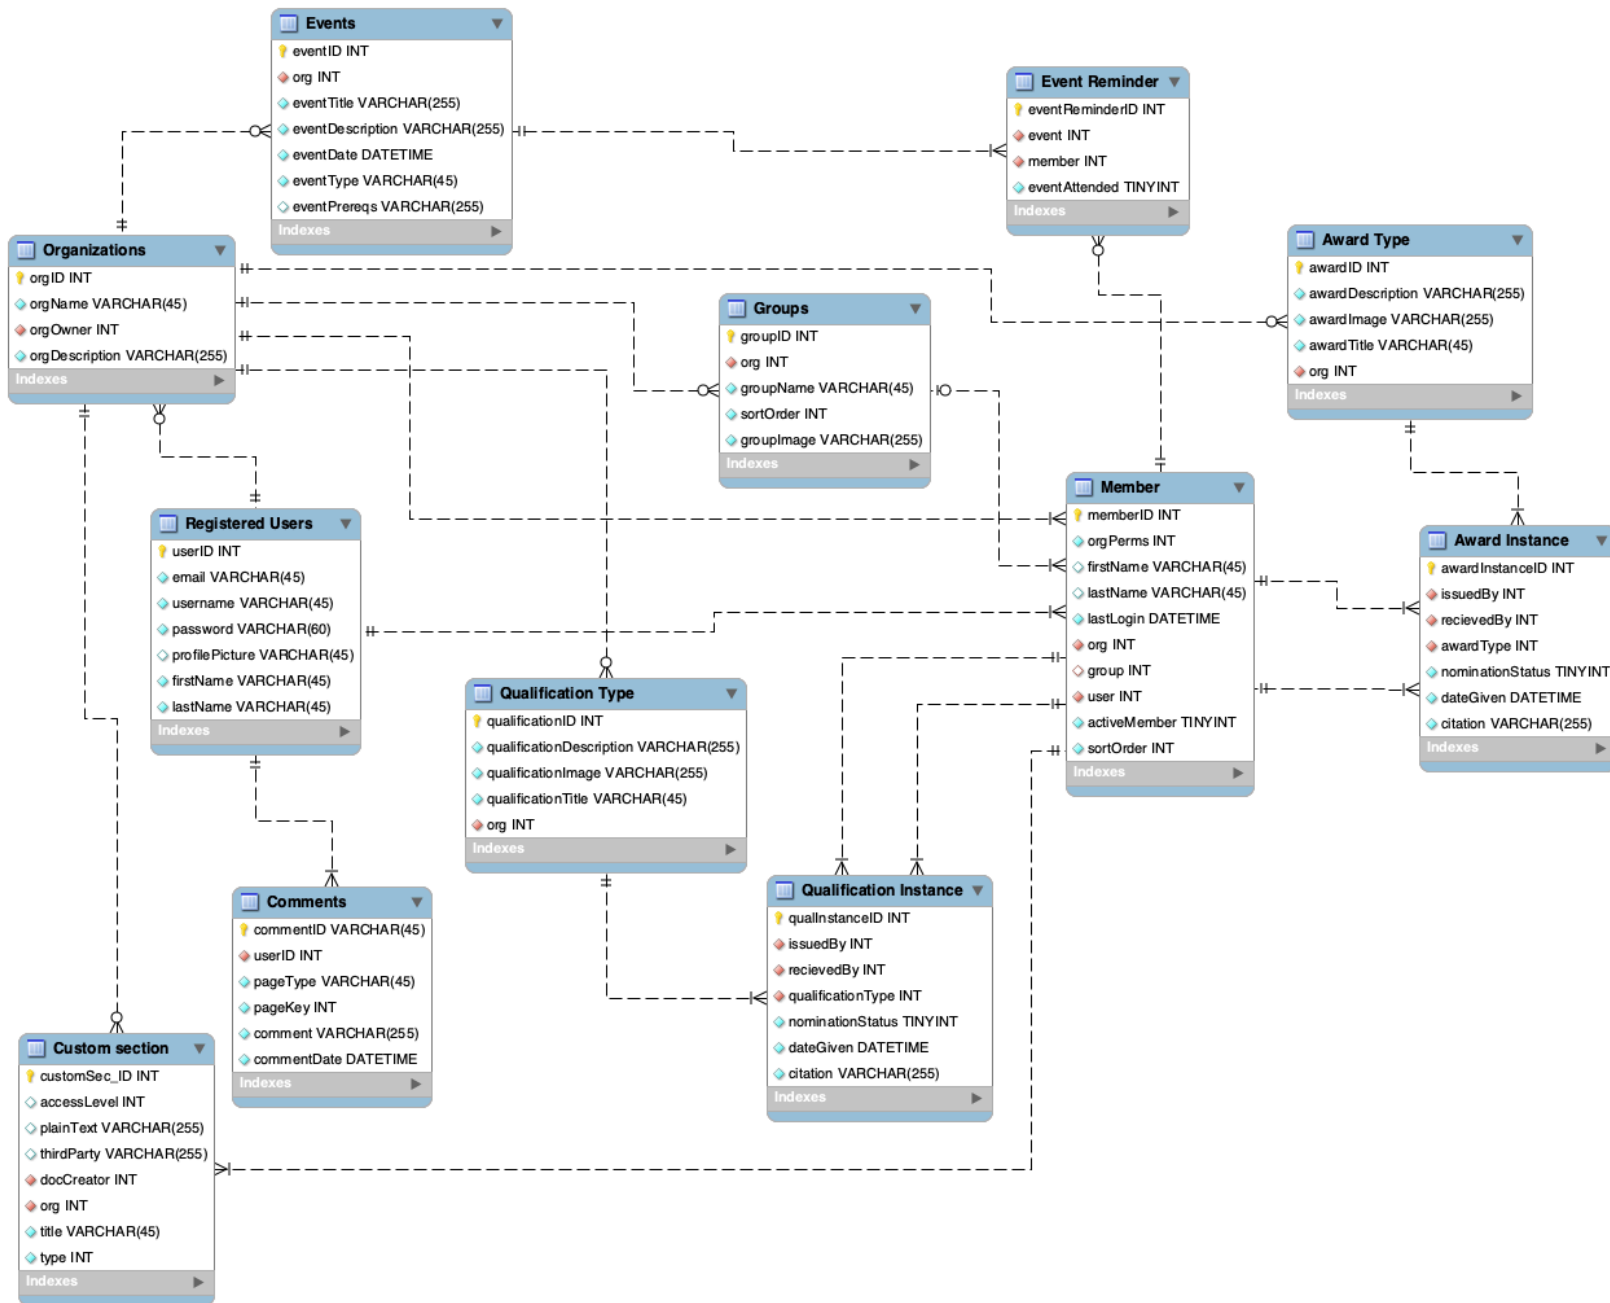 Events
eventID INT
org INT
eventTitle VARCHAR(255)
eventDescription VARCHAR(255)
eventDate DATETIME
eventType VARCHAR(45)
eventPrereqs VARCHAR(255)
Indexes
Event Reminder
eventReminderID INT
event INT
member INT
eventAttended TINYINT
Indexes
Organizations
orgID INT
orgName VARCHAR(45)
orgOwner INT
orgDescription VARCHAR(255)
Indexes
Award Type
awardID INT
awardDescription VARCHAR(255)
awardImage VARCHAR(255)
awardTitle VARCHAR(45)
org INT
Indexes
Groups
groupID INT
org INT
groupName VARCHAR(45)
sortOrder INT
groupImage VARCHAR(255)
Indexes
Member
memberID INT
orgPerms INT
firstName VARCHAR(45)
lastName VARCHAR(45)
lastLogin DATETIME
org INT
group INT
user INT
activeMember TINYINT
sortOrder INT
Indexes
Registered Users
userID INT
email VARCHAR(45)
username VARCHAR(45)
password VARCHAR(60)
profilePicture VARCHAR(45)
firstName VARCHAR(45)
lastName VARCHAR(45)
Indexes
Award Instance
awardInstanceID INT
issuedBy INT
recievedBy INT
awardType INT
nominationStatus TINYINT
dateGiven DATETIME
citation VARCHAR(255)
Indexes
Qualification Type
qualificationID INT
qualificationDescription VARCHAR(255)
qualificationImage VARCHAR(255)
qualificationTitle VARCHAR(45)
org INT
Indexes
Qualification Instance
qualInstanceID INT
issuedBy INT
recievedBy INT
qualificationType INT
nominationStatus TINYINT
dateGiven DATETIME
citation VARCHAR(255)
Indexes
Comments
commentID VARCHAR(45)
userID INT
pageType VARCHAR(45)
pageKey INT
comment VARCHAR(255)
commentDate DATETIME
Indexes
Custom section
customSec_ID INT
accessLevel INT
plainText VARCHAR(255)
thirdParty VARCHAR(255)
docCreator INT
org INT
title VARCHAR(45)
type INT
Indexes